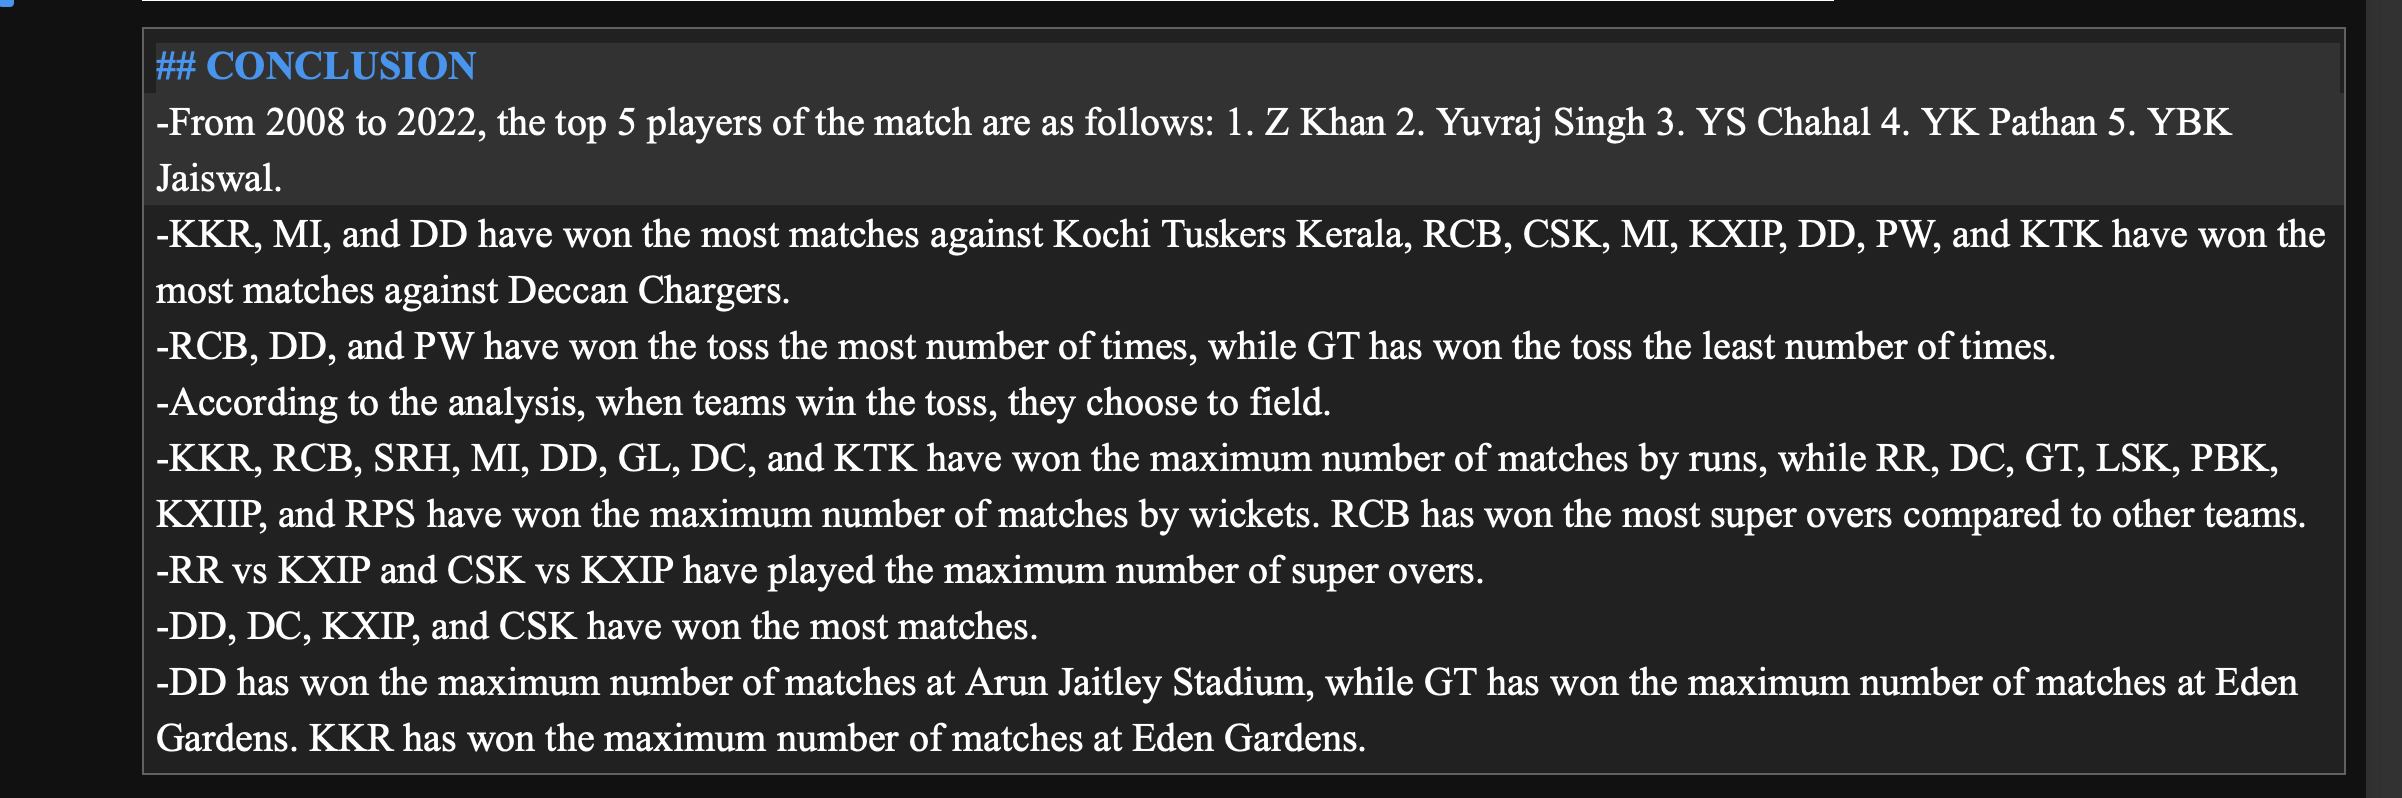 ## CONCLUSION
-From 2008 to 2022, the top 5 players of the match are as follows: 1. Z Khan 2. Yuvraj Singh 3. YS Chahal 4. YK Pathan 5. YBK
Jaiswal.
-KKR, MI, and DD have won the most matches against Kochi Tuskers Kerala, RCB, CSK, MI, KXIP, DD, PW, and KTK have won the
most matches against Deccan Chargers.
-RCB, DD, and PW have won the toss the most number of times, while GT has won the toss the least number of times.
-According to the analysis, when teams win the toss, they choose to field.
-KKR, RCB, SRH, MI, DD, GL, DC, and KTK have won the maximum number of matches by runs, while RR, DC, GT, LSK, PBK,
KXIIP, and RPS have won the maximum number of matches by wickets. RCB has won the most super overs compared to other teams.
-RR vs KXIP and CSK vs KXIP have played the maximum number of super overs.
-DD, DC, KXIP, and CSK have won the most matches.
-DD has won the maximum number of matches at Arun Jaitley Stadium, while GT has won the maximum number of matches at Eden
Gardens. KKR has won the maximum number of matches at Eden Gardens.